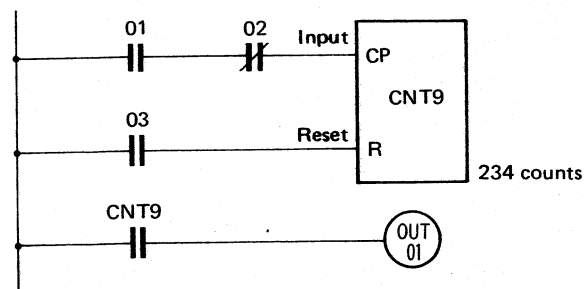 01 02 Input CP
CNT9
03 Reset R
234 counts
CNT9
OUT
01